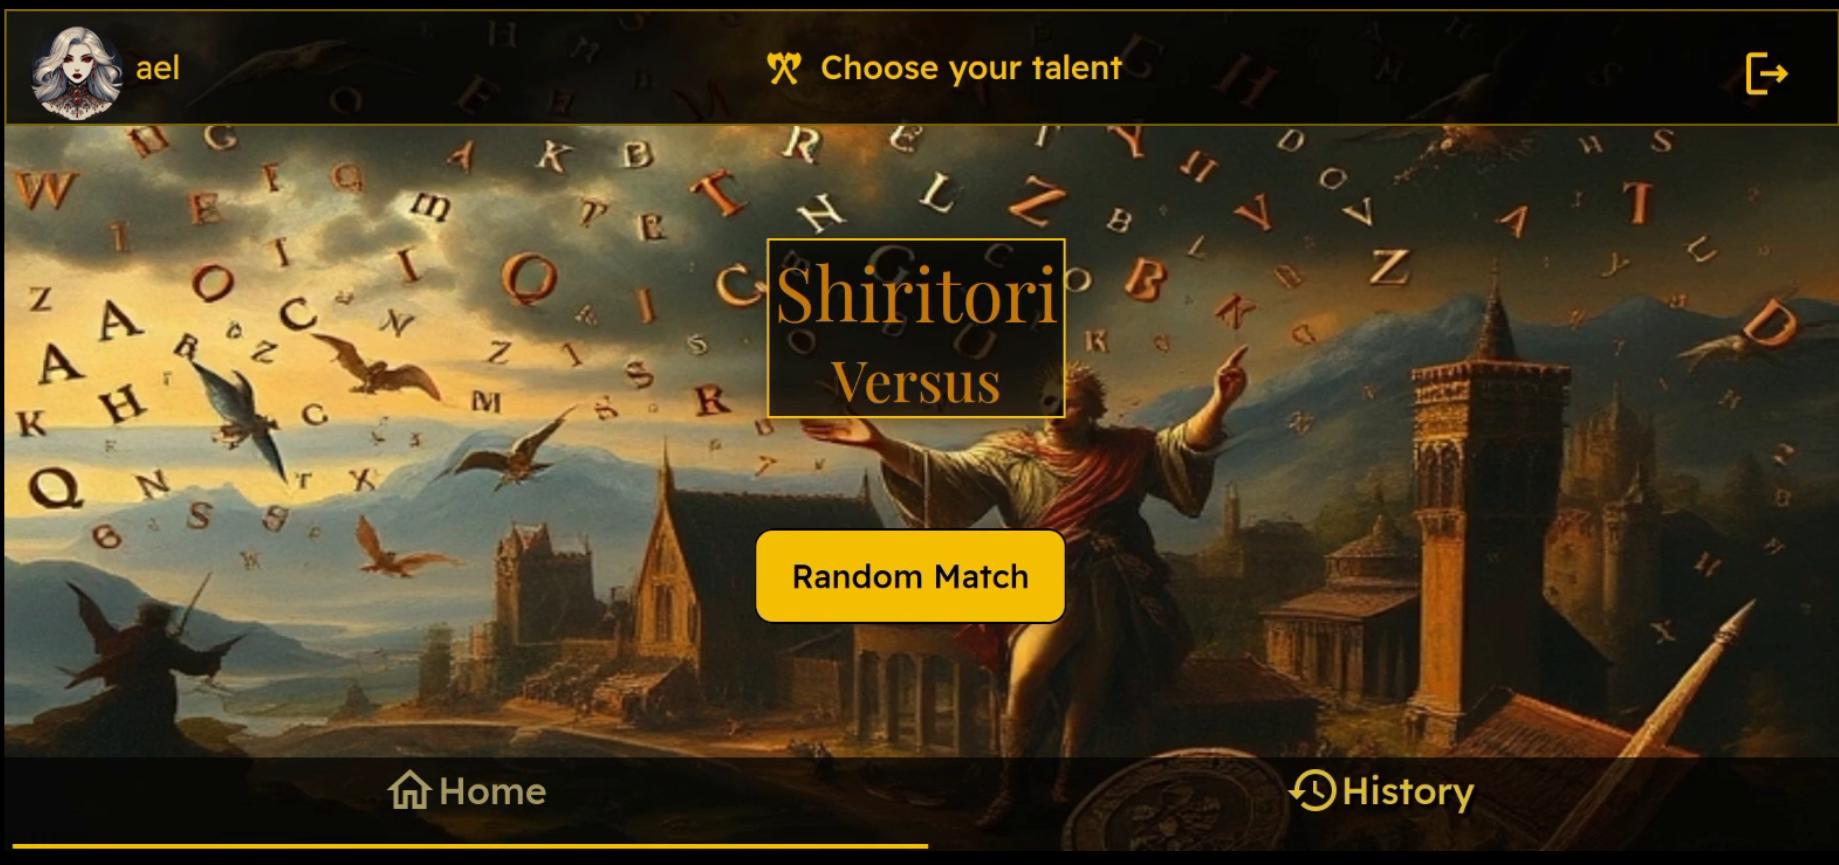 ael
Choose your talent
Shiritori
Versus
Random Match
Home
History